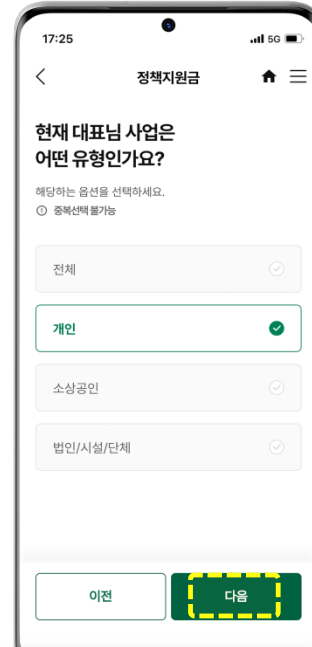 17:25
5G
정책지원금
현재 대표님 사업은
어떤 유형인가요?
해당하는 옵션을 선택하세요.
중복선택 불가능
전체
개인
소상공인
법인/시설/단체
이전
다음